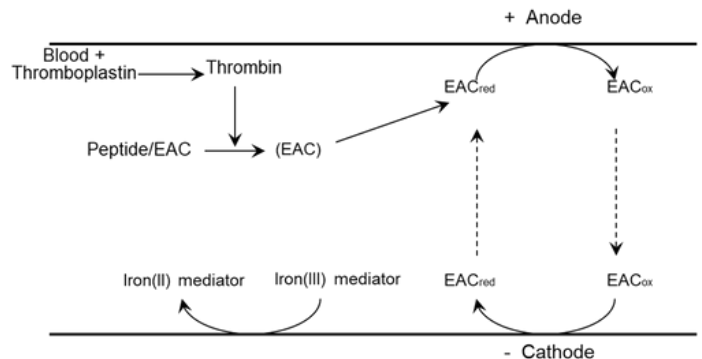 + Anode
Blood +
Thromboplastin
Thrombin
EACred
EACox
Peptide/EAC
(EAC)
Iron(II) mediator
Iron(III) mediator
EACred
EACox
- Cathode